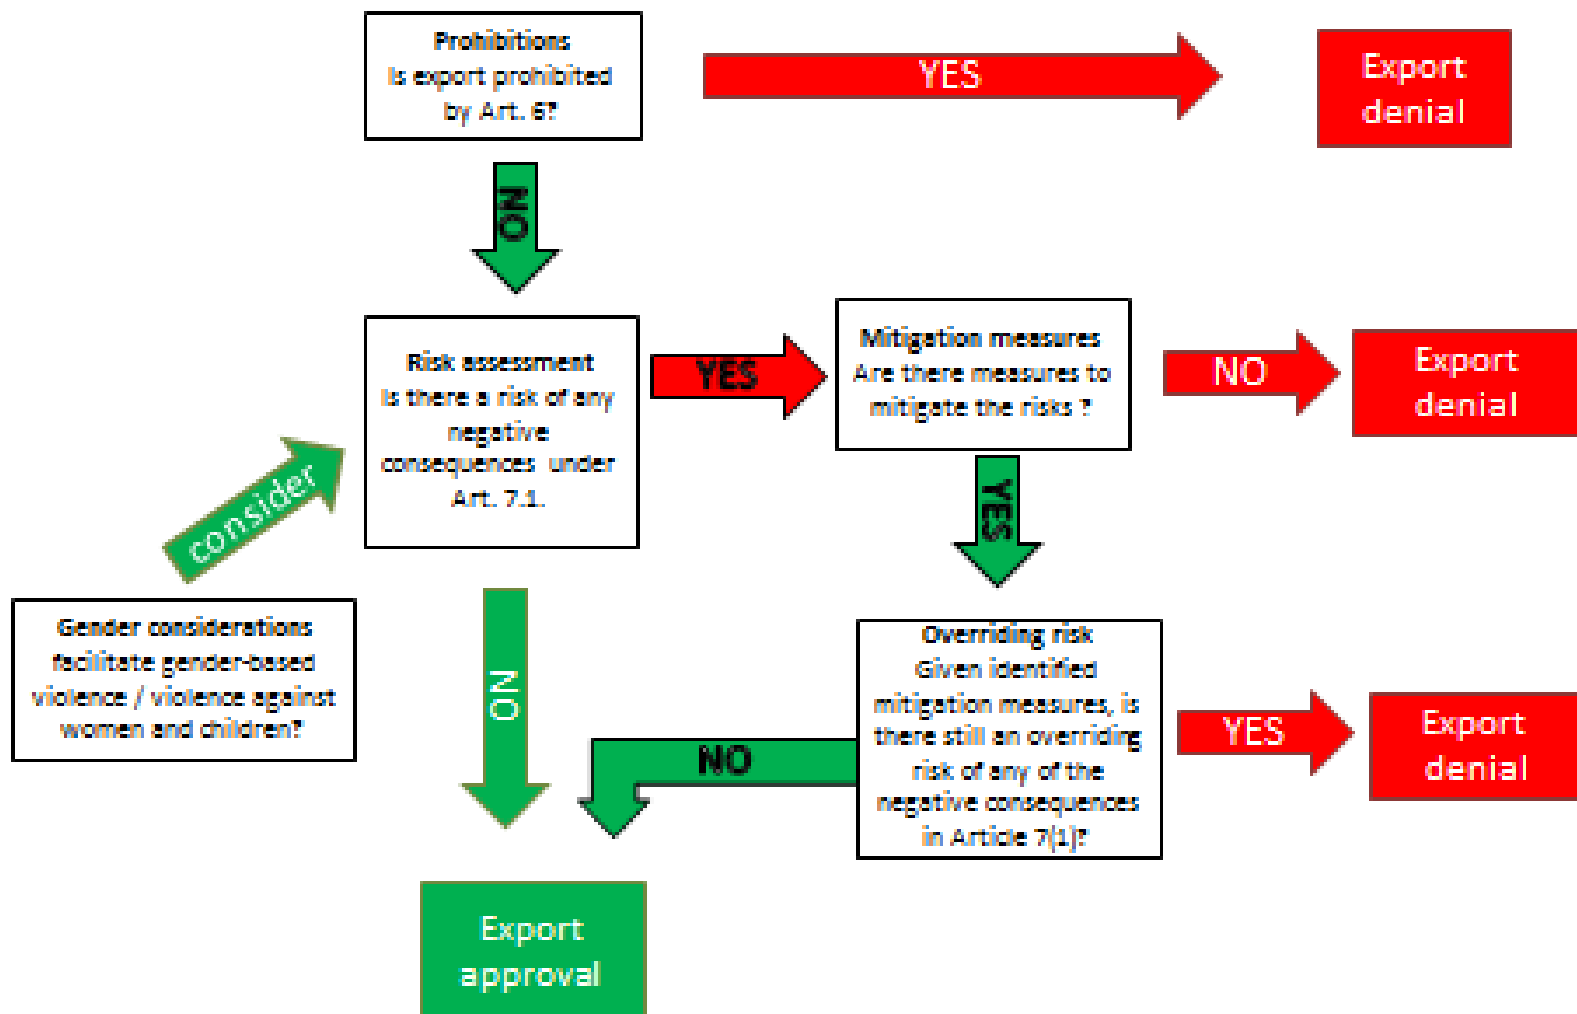 Prohibitions
Is export prohibited
by Art. 6?
YES
Export
denial
NO
Risk assessment
Is there a risk of any
negative
consequences under
Art. 7.1.
YES
Mitigation measures
Are there measures to
mitigate the risks ?
NO
Export
denial
consider
YES
Gender considerations
facilitate gender-based
violence / violence against
women and children?
NO
Overriding risk
Given identified
mitigation measures, is
there still an overriding
risk of any of the
negative consequences
in Article 7(1)?
YES
Export
denial
NO
Export
approval